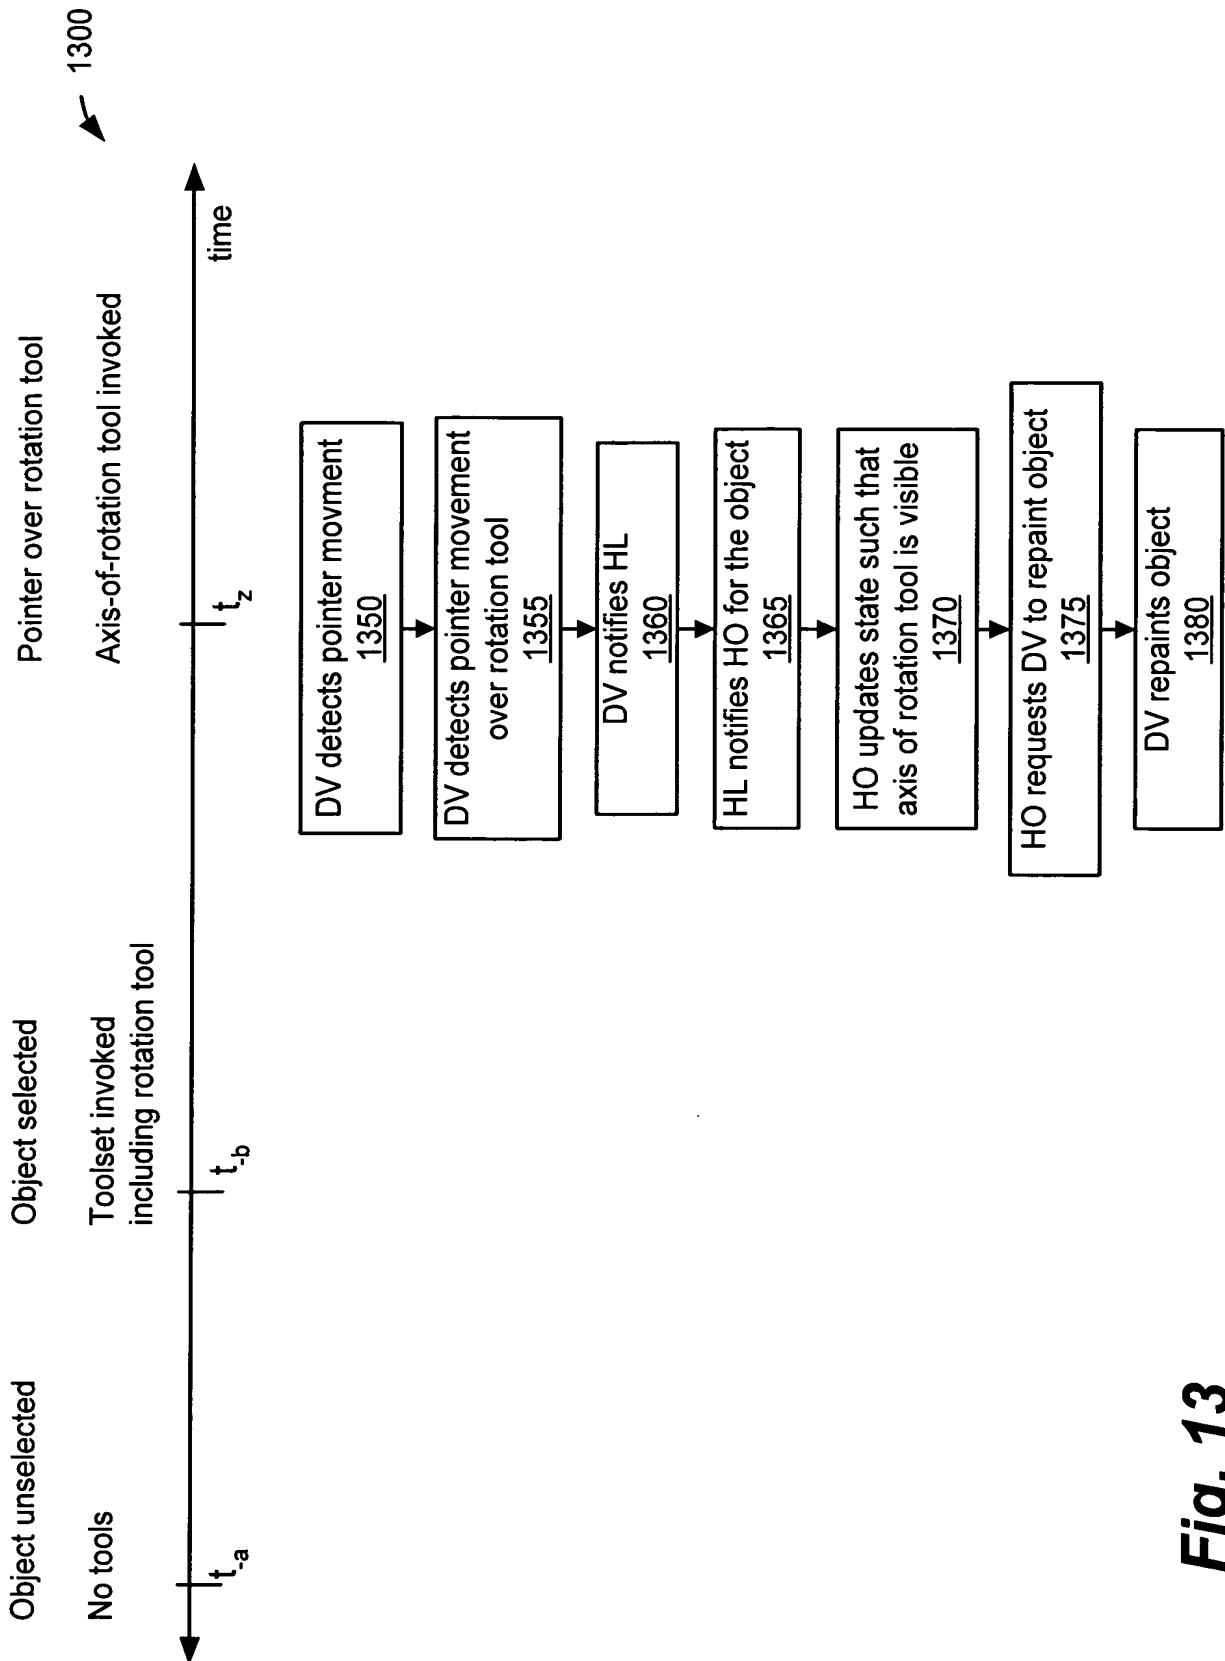 1300
Object unselected
Object selected
Pointer over rotation tool
No tools
Toolset invoked
including rotation tool
Axis-of-rotation tool invoked
t-a
t-b
tz
time
DV detects pointer movment
1350
DV detects pointer movement
over rotation tool
1355
DV notifies HL
1360
HL notifies HO for the object
1365
HO updates state such that
axis of rotation tool is visible
1370
HO requests DV to repaint object
1375
DV repaints object
1380
Fig. 13